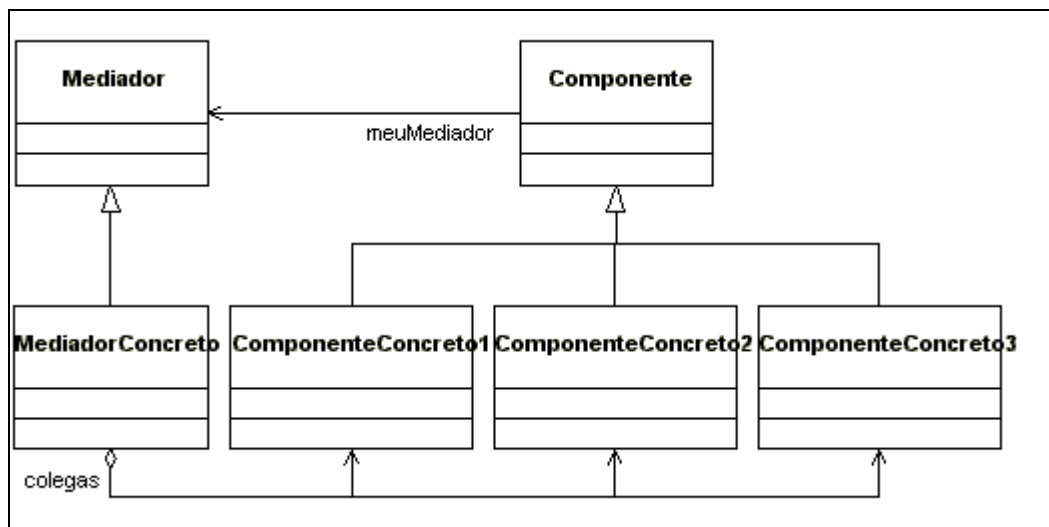 Mediador
Componente
meuMediador
MediadorConcreto
ComponenteConcreto1
ComponenteConcreto2
ComponenteConcreto3
colegas